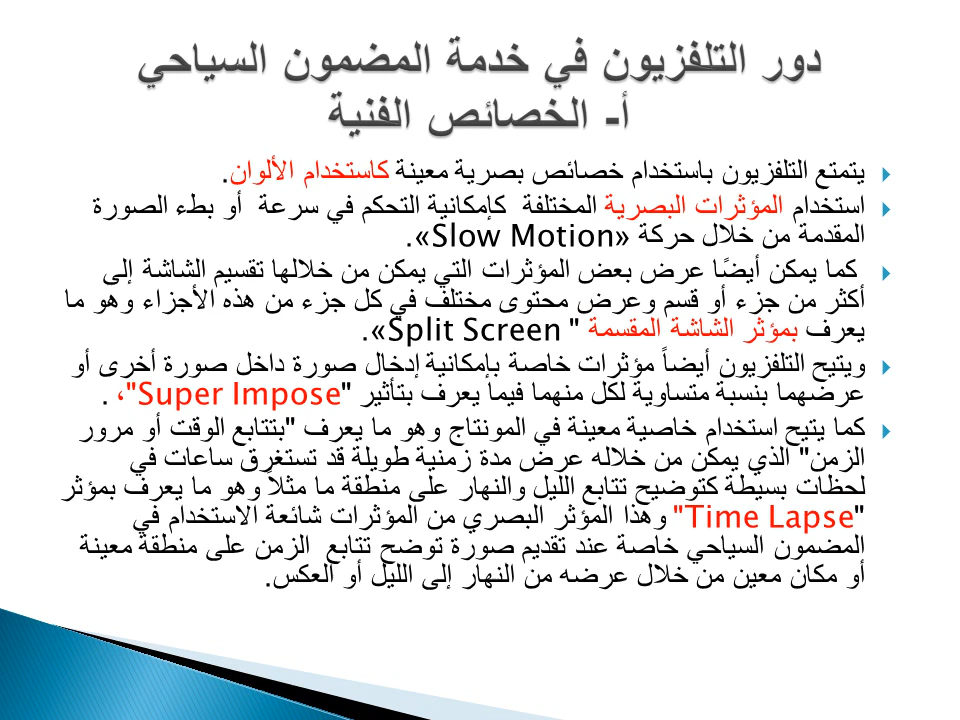 دور التلفزيون في خدمة المضمون السياحي
أ- الخصائص الفنية
يتمتع التلفزيون باستخدام خصائص بصرية معينة كاستخدام الألوان.
استخدام المؤثرات البصرية المختلفة كإمكانية التحكم في سرعة أو بطء الصورة
المقدمة من خلال حركة «Slow Motion».
كما يمكن أيضًا عرض بعض المؤثرات التي يمكن من خلالها تقسيم الشاشة إلى
أكثر من جزء أو قسم وعرض محتوى مختلف في كل جزء من هذه الأجزاء وهو ما
يعرف بمؤثر الشاشة المقسمة " Split Screen».
ويتيح التلفزيون أيضاً مؤثرات خاصة بإمكانية إدخال صورة داخل صورة أخرى أو
عرضهما بنسبة متساوية لكل منهما فيما يعرف بتأثير "Super Impose"، .
كما يتيح استخدام خاصية معينة في المونتاج وهو ما يعرف "بتتابع الوقت أو مرور
الزمن" الذي يمكن من خلاله عرض مدة زمنية طويلة قد تستغرق ساعات في
لحظات بسيطة كتوضيح تتابع الليل والنهار على منطقة ما مثلاً وهو ما يعرف بمؤثر
"Time Lapse" وهذا المؤثر البصري من المؤثرات شائعة الاستخدام في
المضمون السياحي خاصة عند تقديم صورة توضح تتابع الزمن على منطقة معينة
أو مكان معين من خلال عرضه من النهار إلى الليل أو العكس.